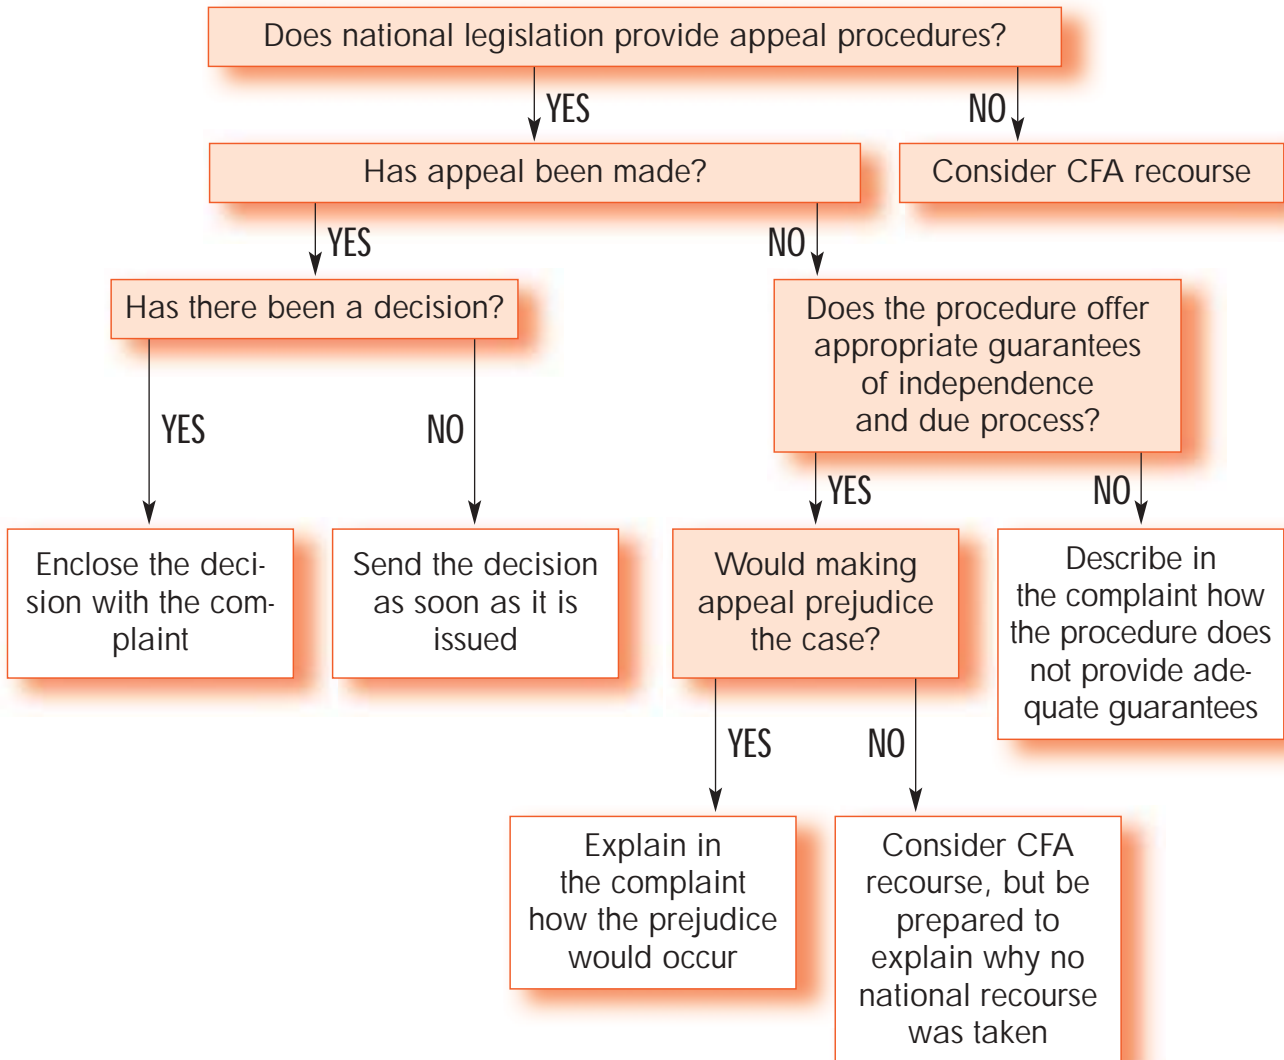 Does national legislation provide appeal procedures?
YES
NO
Has appeal been made?
Consider CFA recourse
YES
NO
Has there been a decision?
Does the procedure offer
appropriate guarantees
of independence
and due process?
YES
NO
YES
NO
Enclose the deci-
sion with the com-
plaint
Send the decision
as soon as it is
issued
Would making
appeal prejudice
the case?
Describe in
the complaint how
the procedure does
not provide ade-
quate guarantees
YES
NO
Explain in
the complaint
how the prejudice
would occur
Consider CFA
recourse, but be
prepared to
explain why no
national recourse
was taken